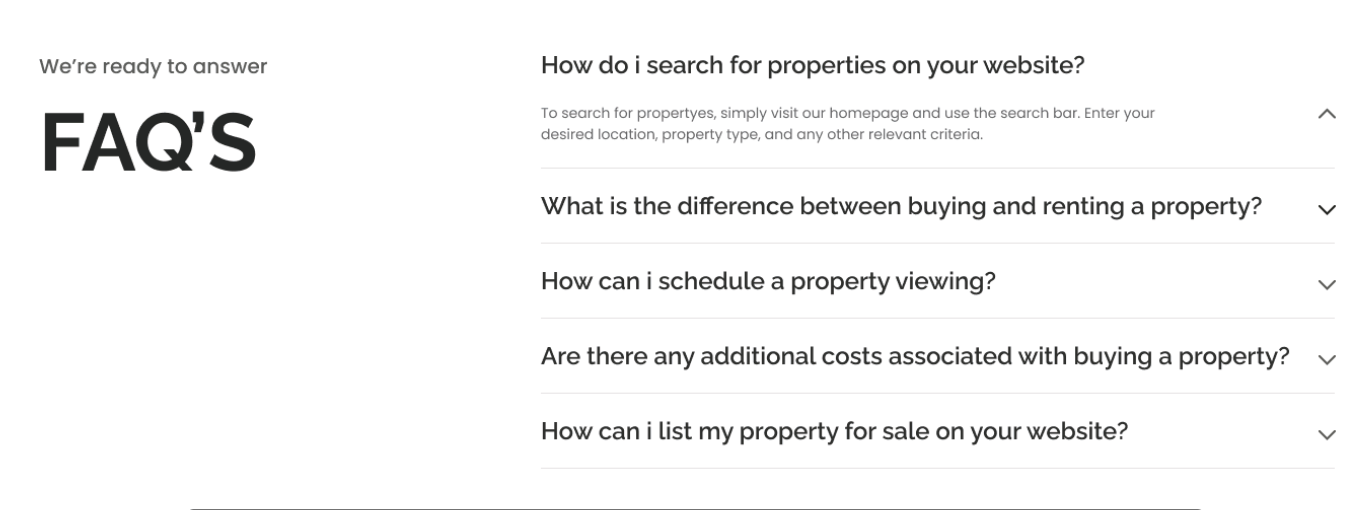 We’re ready to answer
FAQ’S
How do i search for properties on your website?
To search for propertyes, simply visit our homepage and use the search bar. Enter your
desired location, property type, and any other relevant criteria.
What is the difference between buying and renting a property?
How can i schedule a property viewing?
Are there any additional costs associated with buying a property?
How can i list my property for sale on your website?